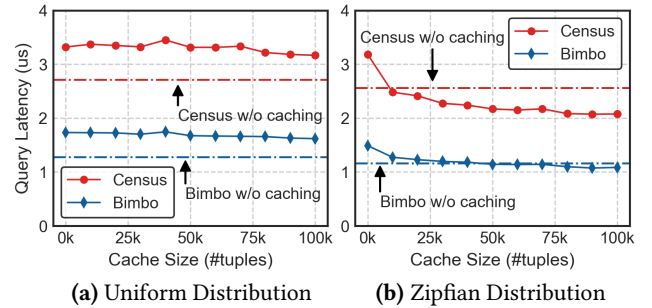 Query Latency (us)
4
3
2
1
0
Census w/o caching
Bimbo w/o caching
Census
Bimbo
0k
25k
50k
75k
100k
Cache Size (#tuples)
(a) Uniform Distribution
4
3
2
1
0
Census w/o caching
Census
Bimbo
Bimbo w/o caching
0k
25k
50k
75k
100k
Cache Size (#tuples)
(b) Zipfian Distribution